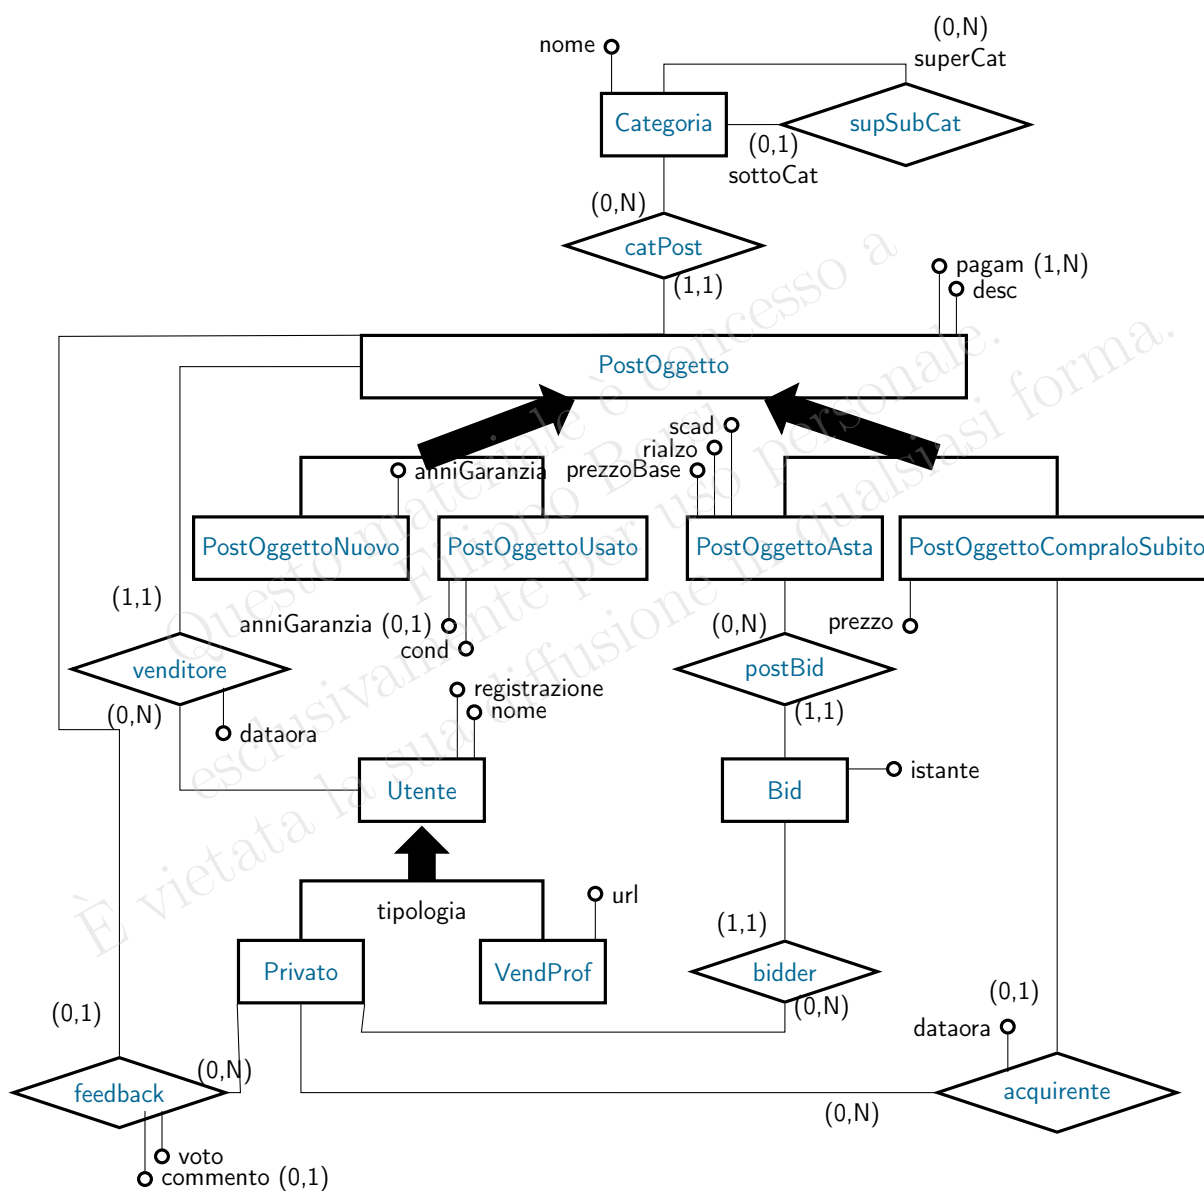 (0,N)
nome
superCat
Categoria
supSubCat
(0,1)
sottoCat
(0,N)
catPost
(1,1)
pagam (1,N)
desc
PostOggetto
scad
rialzo
prezzoBase
anniGaranzia
PostOggettoNuovo
PostOggettoUsato
PostOggettoAsta
PostOggettoCompraloSubito
(1,1)
anniGaranzia (0,1)
cond
(0,N)
prezzo
venditore
postBid
(0,N)
registrazione
nome
(1,1)
dataora
Utente
Bid
istante
tipologia
url
(1,1)
Privato
VendProf
bidder
(0,1)
(0,N)
(0,1)
dataora
(0,N)
feedback
acquirente
(0,N)
voto
commento (0,1)
Questo materiale è concesso a
Filippo Bersi
esclusivamente per uso personale.
È vietata la sua diffusione in qualsiasi forma.